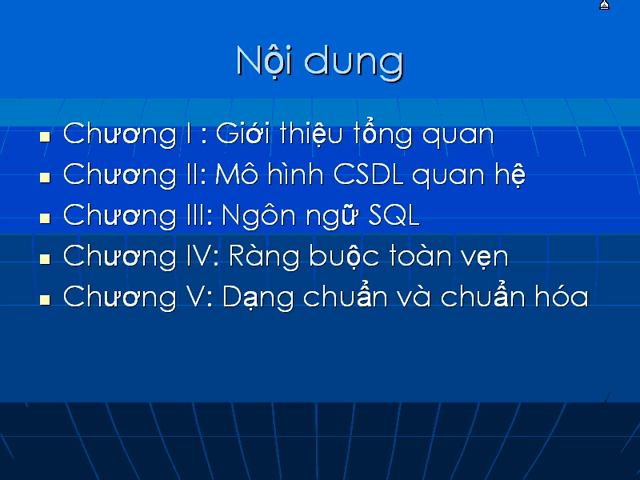 Nội dung
Chương I : Giới thiệu tổng quan
Chương II: Mô hình CSDL quan hệ
Chương III: Ngôn ngữ SQL
Chương IV: Ràng buộc toàn vẹn
Chương V: Dạng chuẩn và chuẩn hóa